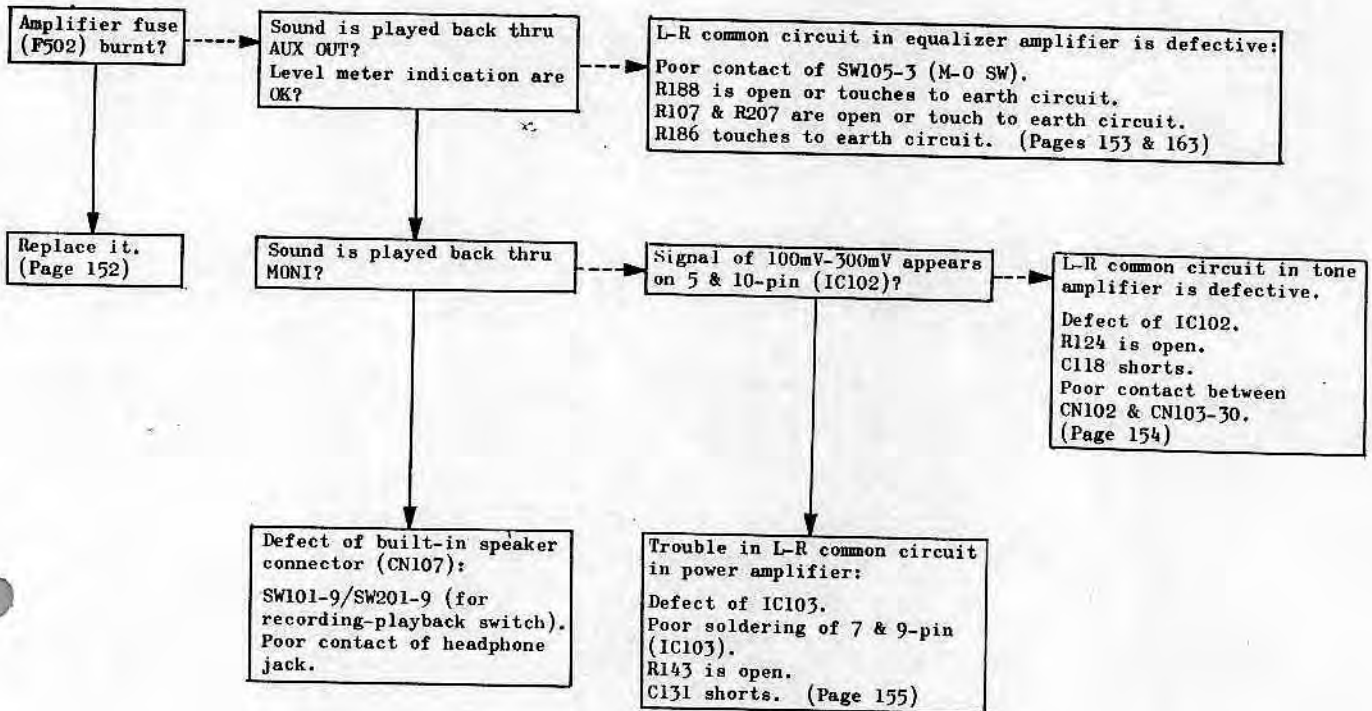 Amplifier fuse
(F502) burnt?
Sound is played back thru
AUX OUT?
Level meter indication are
OK?
L-R common circuit in equalizer amplifier is defective:
Poor contact of SW105-3 (M-O SW).
R188 is open or touches to earth circuit.
R107 & R207 are open or touch to earth circuit.
R186 touches to earth circuit. (Pages 153 & 163)
Replace it.
(Page 152)
Sound is played back thru
MONI?
Signal of 100mV-300mV appears
on 5 & 10-pin (IC102)?
L-R common circuit in tone
amplifier is defective.
Defect of IC102.
R124 is open.
C118 shorts.
Poor contact between
CN102 & CN103-30.
(Page 154)
Defect of built-in speaker
connector (CN107):
SW101-9/SW201-9 (for
recording-playback switch).
Poor contact of headphone
jack.
Trouble in L-R common circuit
in power amplifier:
Defect of IC103.
Poor soldering of 7 & 9-pin
(IC103).
R143 is open.
C131 shorts. (Page 155)